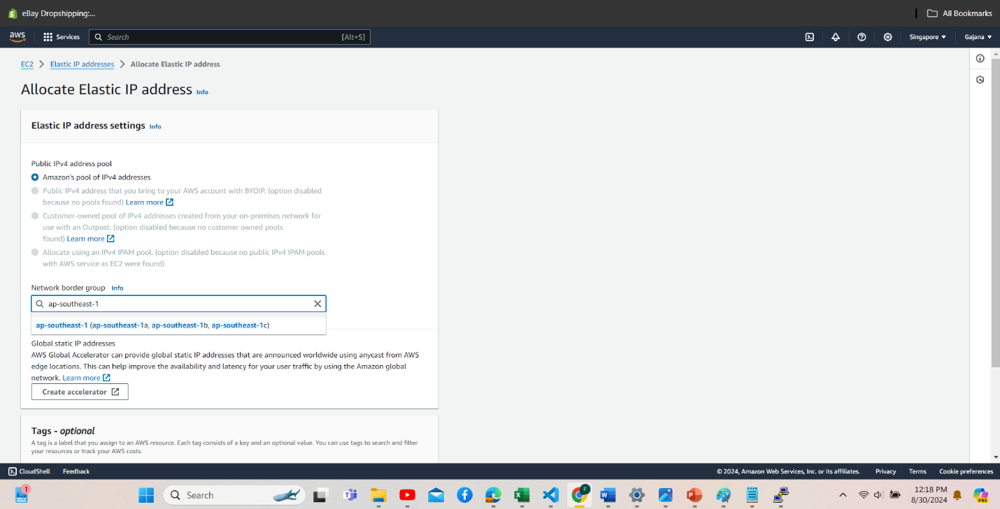 eBay Dropshipping:...
All Bookmarks
aws
Services
Search
[Alt+S]
Singapore
Gajana
EC2
Elastic IP addresses
Allocate Elastic IP address
Allocate Elastic IP address Info
Elastic IP address settings Info
Public IPv4 address pool
Amazon's pool of IPv4 addresses
Public IPv4 address that you bring to your AWS account with BYOIP. (option disabled
because no pools found) Learn more
Customer-owned pool of IPv4 addresses created from your on-premises network for
use with an Outpost. (option disabled because no customer owned pools
found) Learn more
Allocate using an IPv4 IPAM pool. (option disabled because no public IPv4 IPAM pools
with AWS service as EC2 were found)
Network border group Info
ap-southeast-1
ap-southeast-1 (ap-southeast-1a, ap-southeast-1b, ap-southeast-1c)
Global static IP addresses
AWS Global Accelerator can provide global static IP addresses that are announced worldwide using anycast from AWS
edge locations. This can help improve the availability and latency for your user traffic by using the Amazon global
network. Learn more
Create accelerator
Tags - optional
A tag is a label that you assign to an AWS resource. Each tag consists of a key and an optional value. You can use tags to search and filter
your resources or track your AWS costs.
CloudShell
Feedback
© 2024, Amazon Web Services, Inc. or its affiliates.
Privacy
Terms
Cookie preferences
1
Search
F
12:18 PM
8/30/2024
PRE